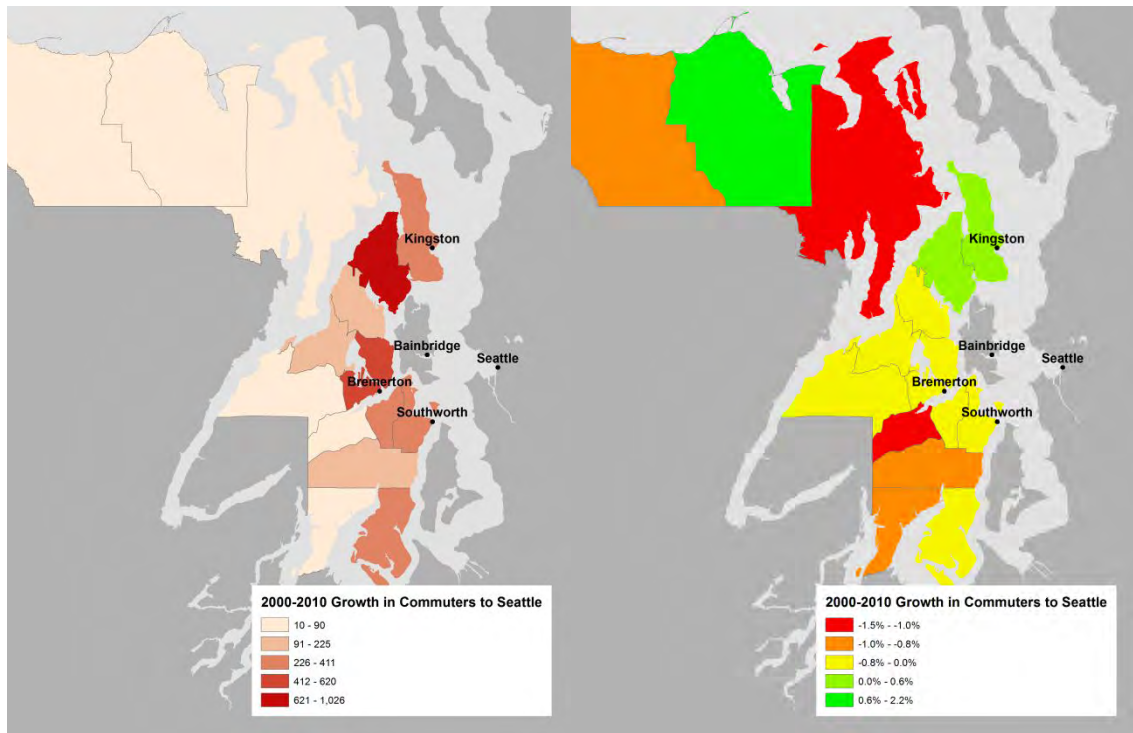 Kingston
Bainbridge
Seattle
Bremerton
Southworth
2000-2010 Growth in Commuters to Seattle
10 - 90
91 - 225
226 - 411
412 - 620
621 - 1,026
Kingston
Bainbridge
Seattle
Bremerton
Southworth
2000-2010 Growth in Commuters to Seattle
-1.5% - -1.0%
-1.0% - -0.8%
-0.8% - 0.0%
0.0% - 0.6%
0.6% - 2.2%